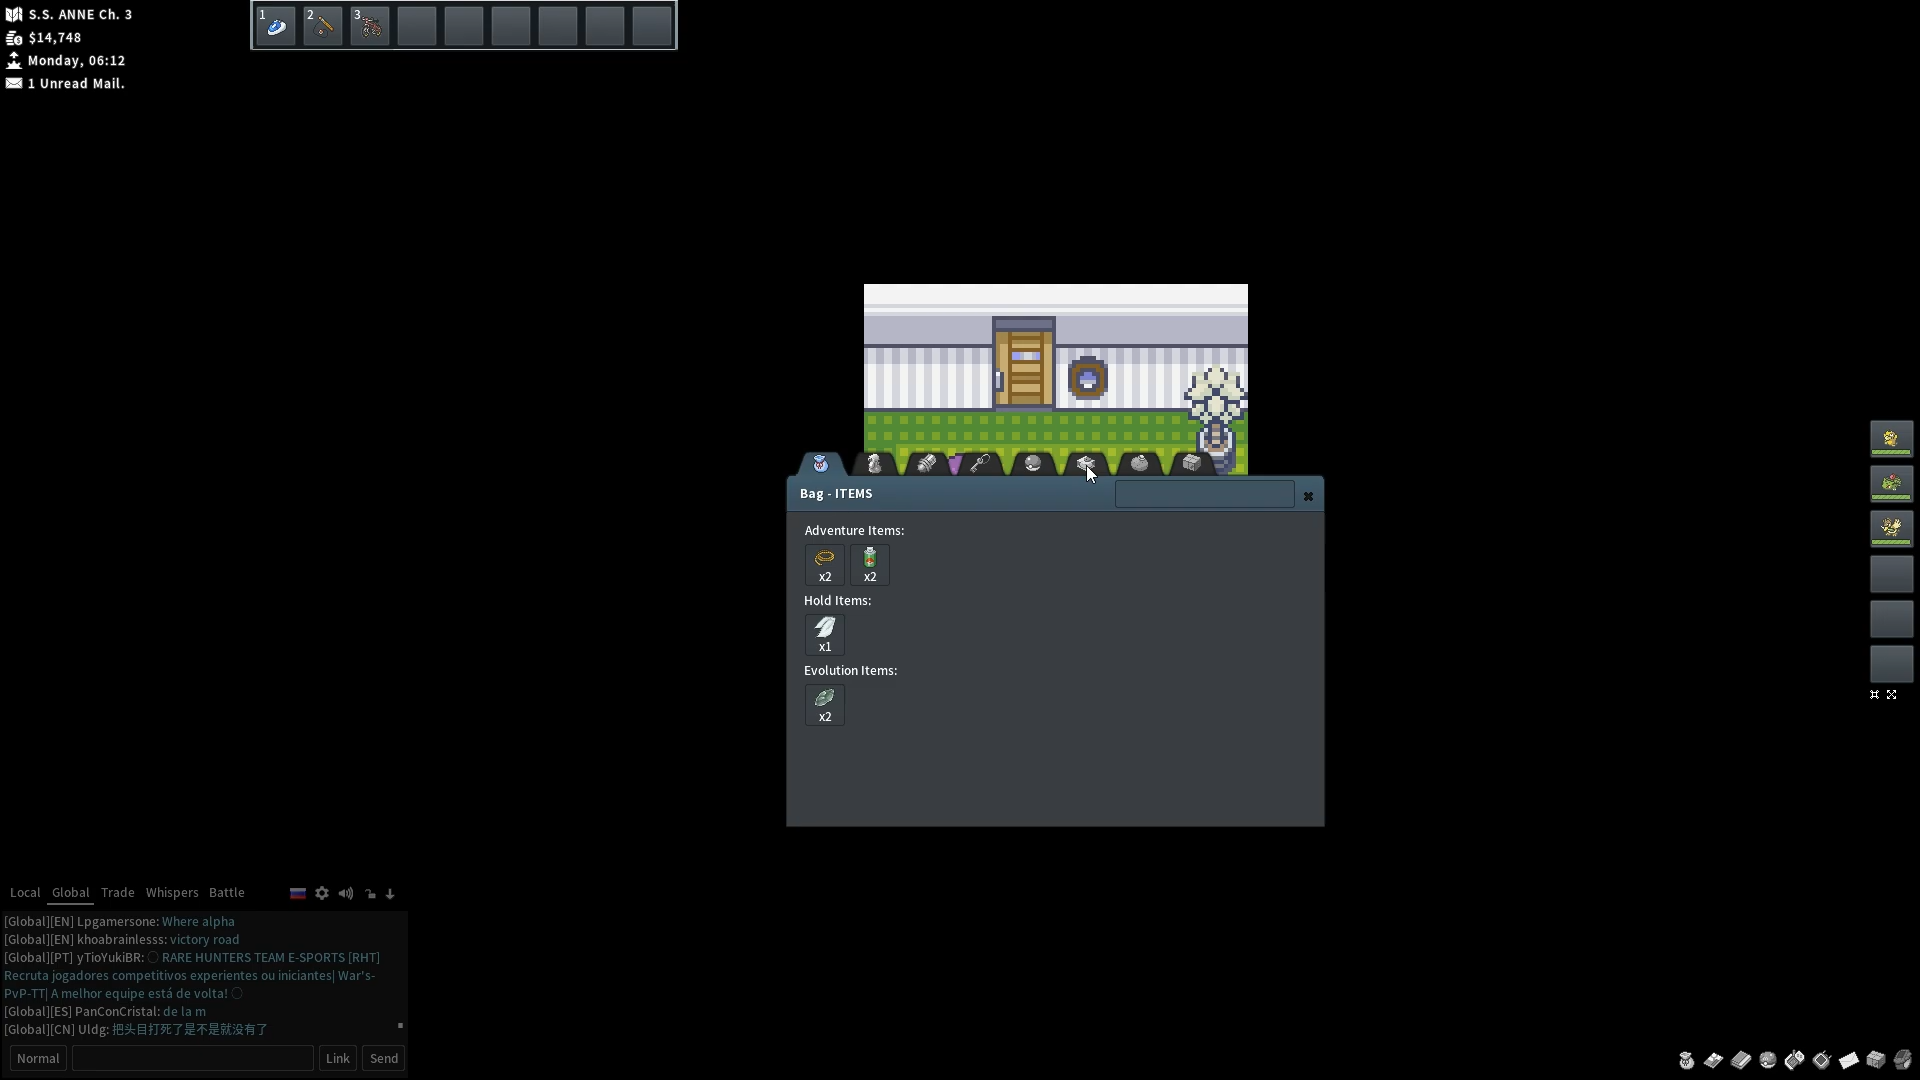 S.S. ANNE Ch. 3
$14,748
Monday, 06:12
1 Unread Mail.
1 2 3
Bag - ITEMS
Adventure Items:
x2 x2
Hold Items:
x1
Evolution Items:
x2
Local Global Trade Whispers Battle
[Global][EN] Lpgamersone: Where alpha
[Global][EN] khoabrainlesss: victory road
[Global][PT] yTioYukiBR: RARE HUNTERS TEAM E-SPORTS [RHT]
Recruta jogadores competitivos experientes ou iniciantes| War's-
PvP-TT| A melhor equipe está de volta!
[Global][ES] PanConCristal: de la m
[Global][CN] Uldg: 把头目打死了是不是就没有了
Normal Link Send